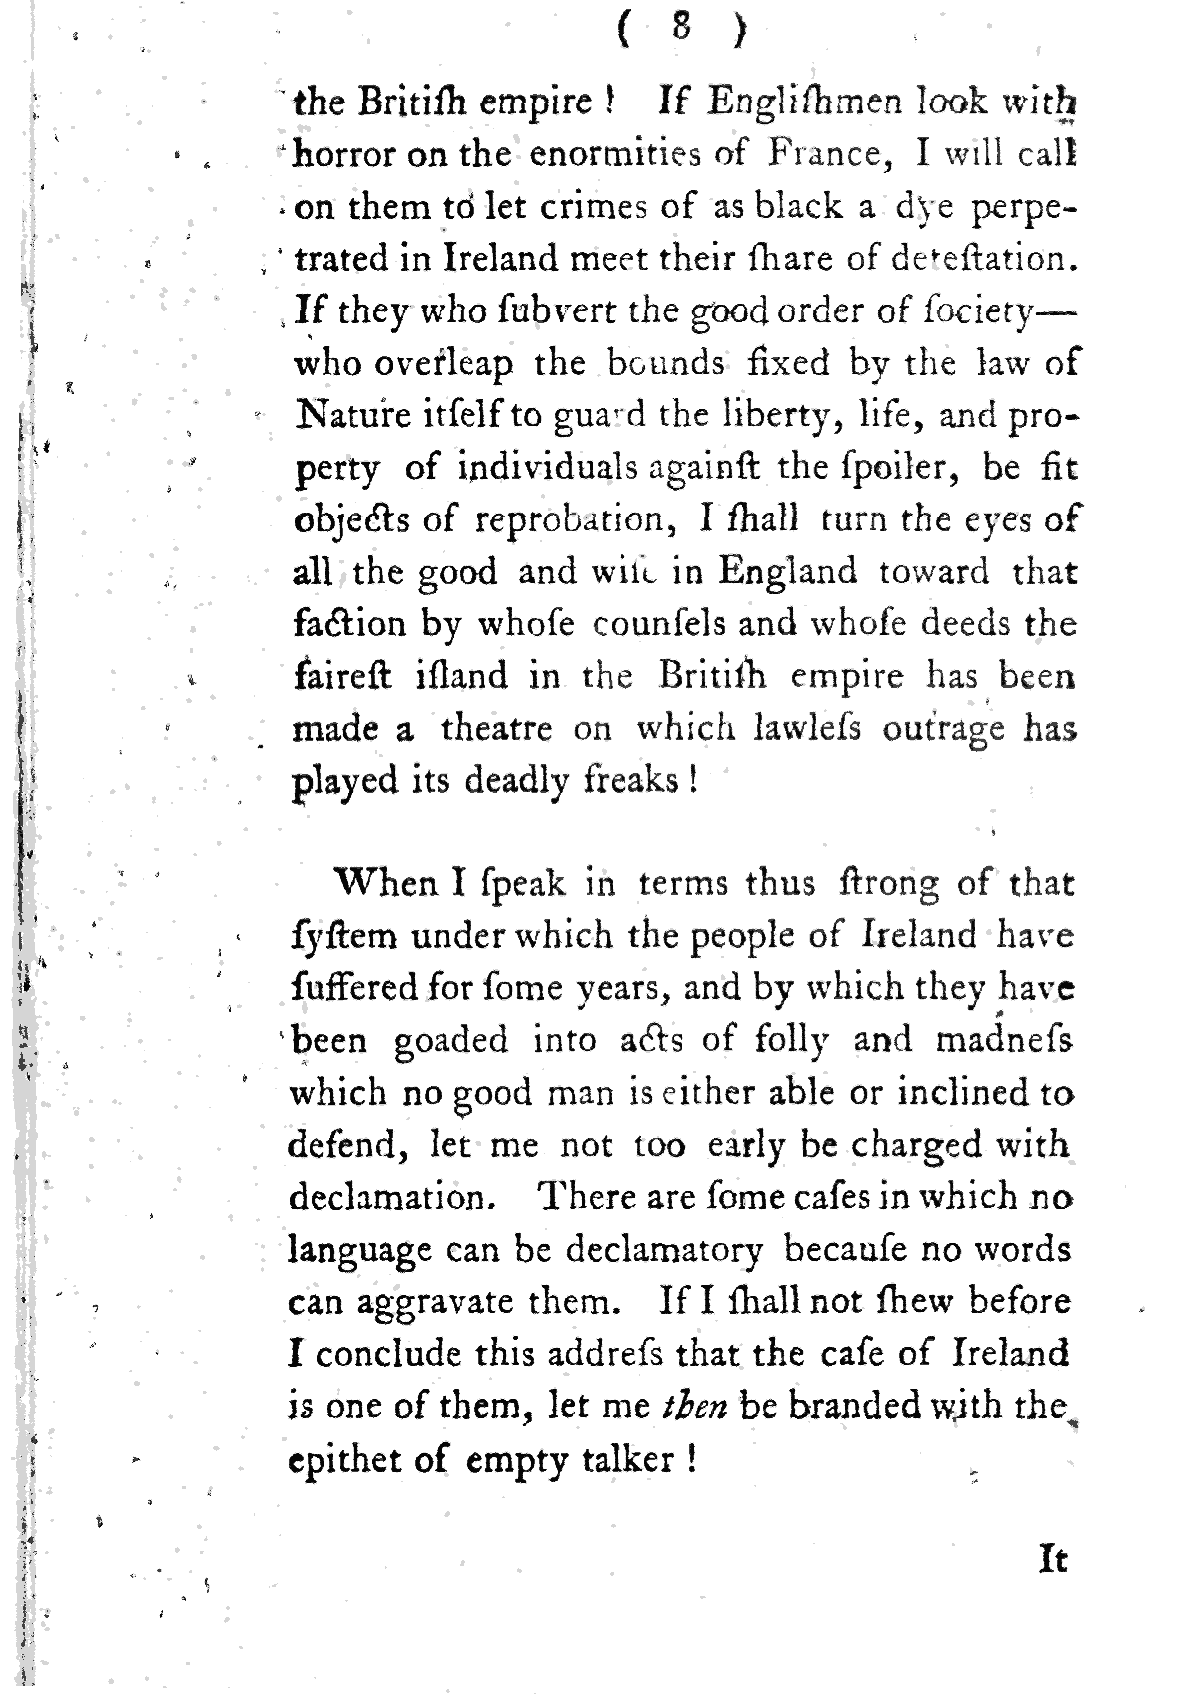 ( 8 )
the Britiſh empire ! If Engliſhmen look with
horror on the enormities of France, I will call
on them to let crimes of as black a dye perpe-
trated in Ireland meet their ſhare of deteſtation.
If they who ſubvert the good order of ſociety—
who overleap the bounds fixed by the law of
Nature itſelf to guard the liberty, life, and pro-
perty of individuals againſt the ſpoiler, be fit
objects of reprobation, I ſhall turn the eyes of
all the good and wiſe in England toward that
faction by whoſe counſels and whoſe deeds the
faireſt iſland in the Britiſh empire has been
made a theatre on which lawleſs outrage has
played its deadly freaks !
When I ſpeak in terms thus ſtrong of that
ſyſtem under which the people of Ireland have
ſuffered for ſome years, and by which they have
been goaded into acts of folly and madneſs
which no good man is either able or inclined to
defend, let me not too early be charged with
declamation. There are ſome caſes in which no
language can be declamatory becauſe no words
can aggravate them. If I ſhall not ſhew before
I conclude this addreſs that the caſe of Ireland
is one of them, let me then be branded with the
epithet of empty talker !
It